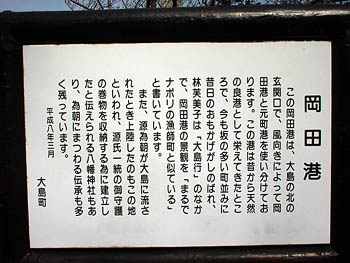 岡田港
この岡田港は、大島の北の
玄関口で、風向きによって岡
田港と元町港を使い分けてお
ります。この港は昔から天然
の良港として栄えてきたとこ
ろで、今も坂の多い町並みに
昔日のおもかげがしのばれ、
林芙美子は「大島行」のなか
で、岡田港の景観を「まるで
ナポリの漁師町と似ている」
と書いています。
また、源為朝が大島に流さ
れたとき上陸したのもこの地
といわれ、源氏一統の御守護
の巻物を収納する為に建立し
たと伝えられる八幡神社もあ
り、為朝にまつわる伝承も多
く残っています。
平成八年三月
大島町